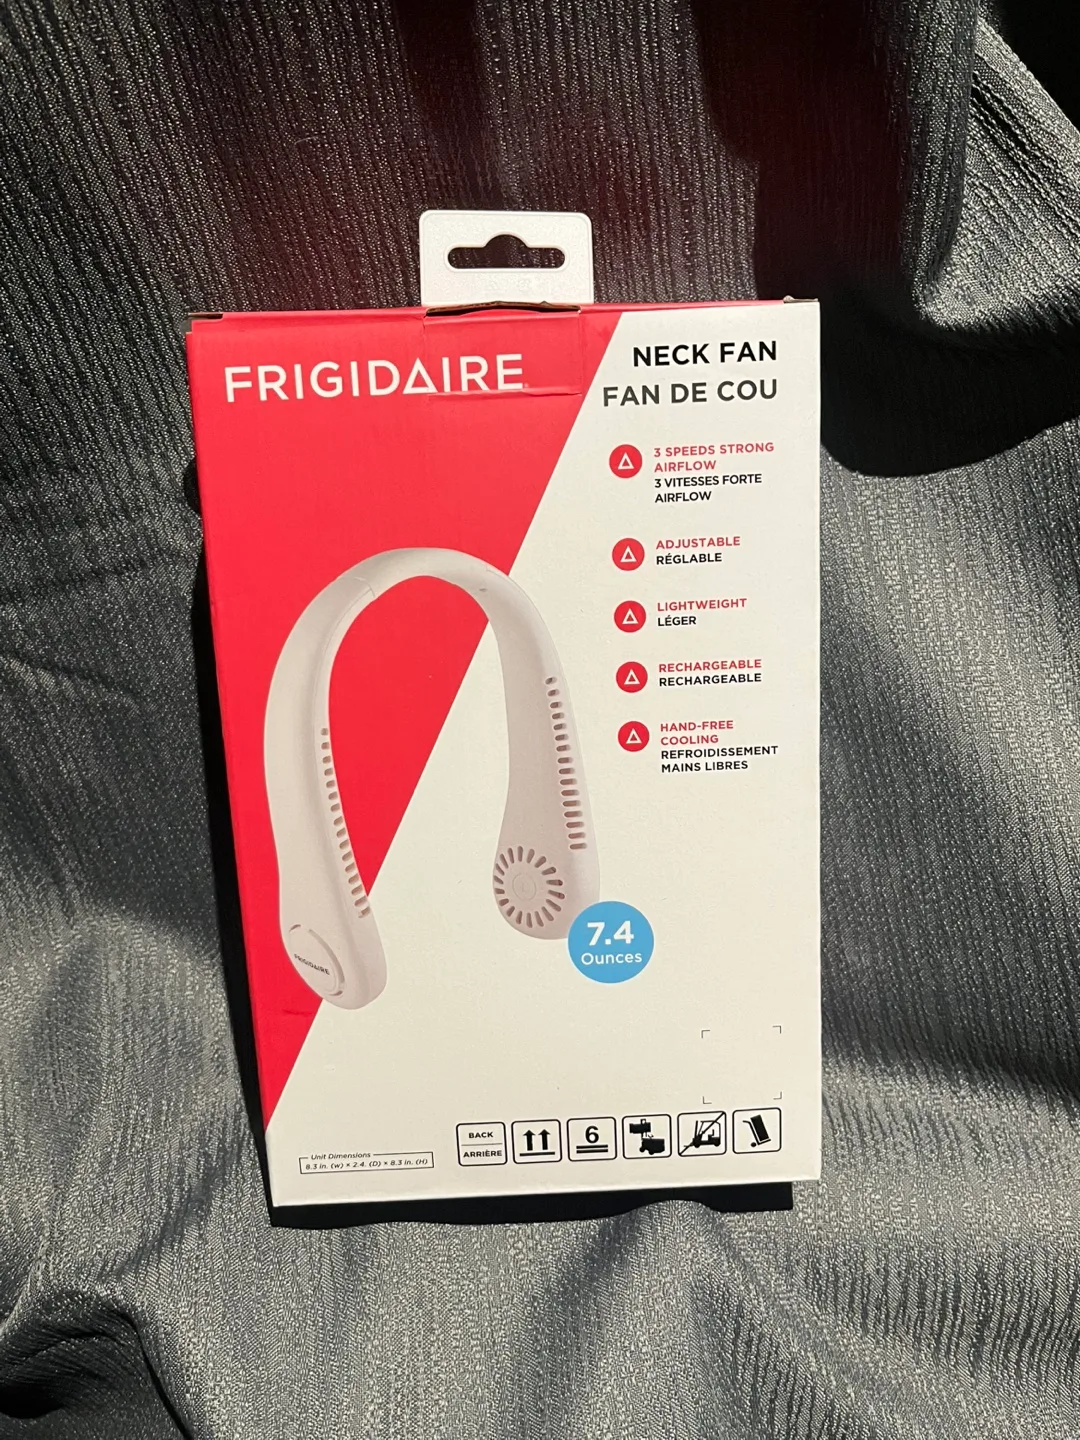 FRIGIDAIRE
NECK FAN
FAN DE COU
3 SPEEDS STRONG
AIRFLOW
3 VITESSES FORTE
AIRFLOW
ADJUSTABLE
RÉGLABLE
LIGHTWEIGHT
LÉGER
RECHARGEABLE
RECHARGEABLE
HAND-FREE
COOLING
REFROIDISSEMENT
MAINS LIBRES
FRIGIDAIRE
7.4
Ounces
Unit Dimensions
8.3 in. (w) × 2.4. (D) × 8.3 in. (H)
BACK
ARRIÈRE
6